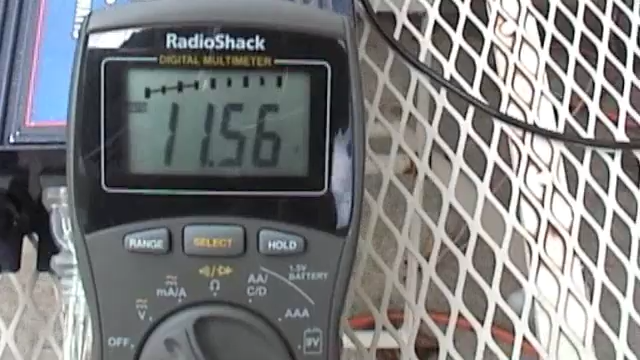 RadioShack
DIGITAL MULTIMETER
11.56
RANGE
SELECT
HOLD
1.5V
BATTERY
mA/A
Ω
AA/
C/D
V
AAA
OFF
9V